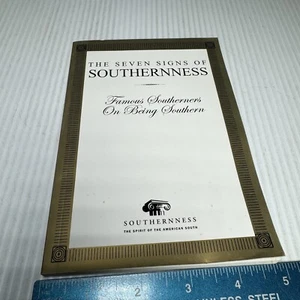 THE SEVEN SIGNS OF
SOUTHERNNESS
Famous Southerners
On Being Southern
SOUTHERNNESS
THE SPIRIT OF THE AMERICAN SOUTH
1 2 3 4 5
STEEL